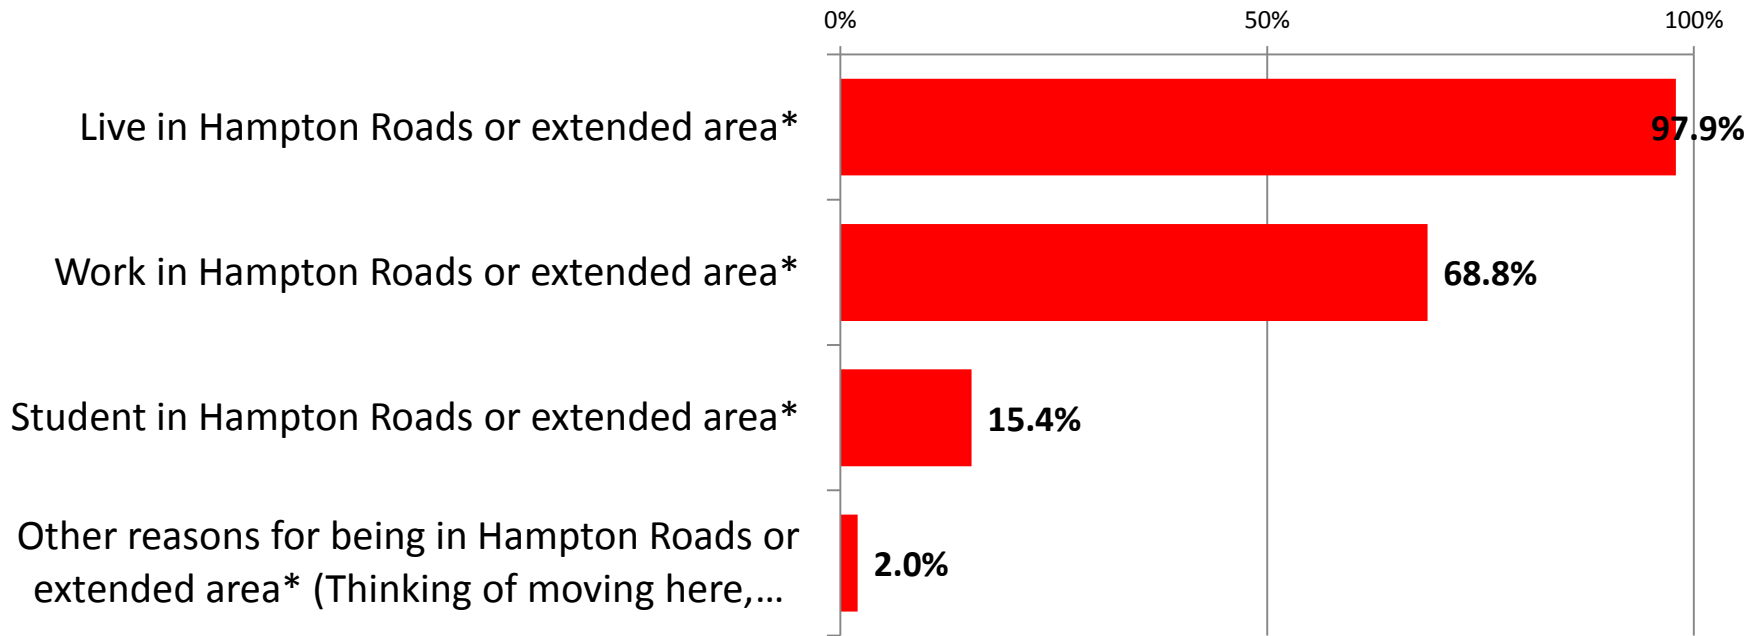 0% 50% 100%
Live in Hampton Roads or extended area* 97.9%
Work in Hampton Roads or extended area* 68.8%
Student in Hampton Roads or extended area* 15.4%
Other reasons for being in Hampton Roads or
extended area* (Thinking of moving here,…
2.0%